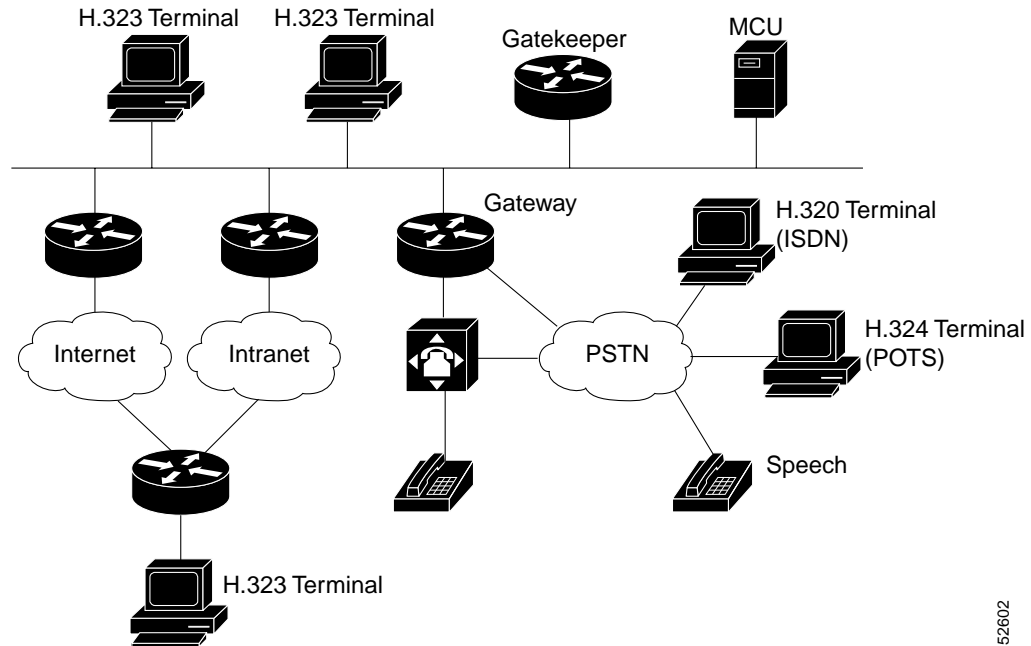 H.323 Terminal
H.323 Terminal
Gatekeeper
MCU
Gateway
H.320 Terminal
(ISDN)
Internet
Intranet
PSTN
H.324 Terminal
(POTS)
Speech
H.323 Terminal
52602